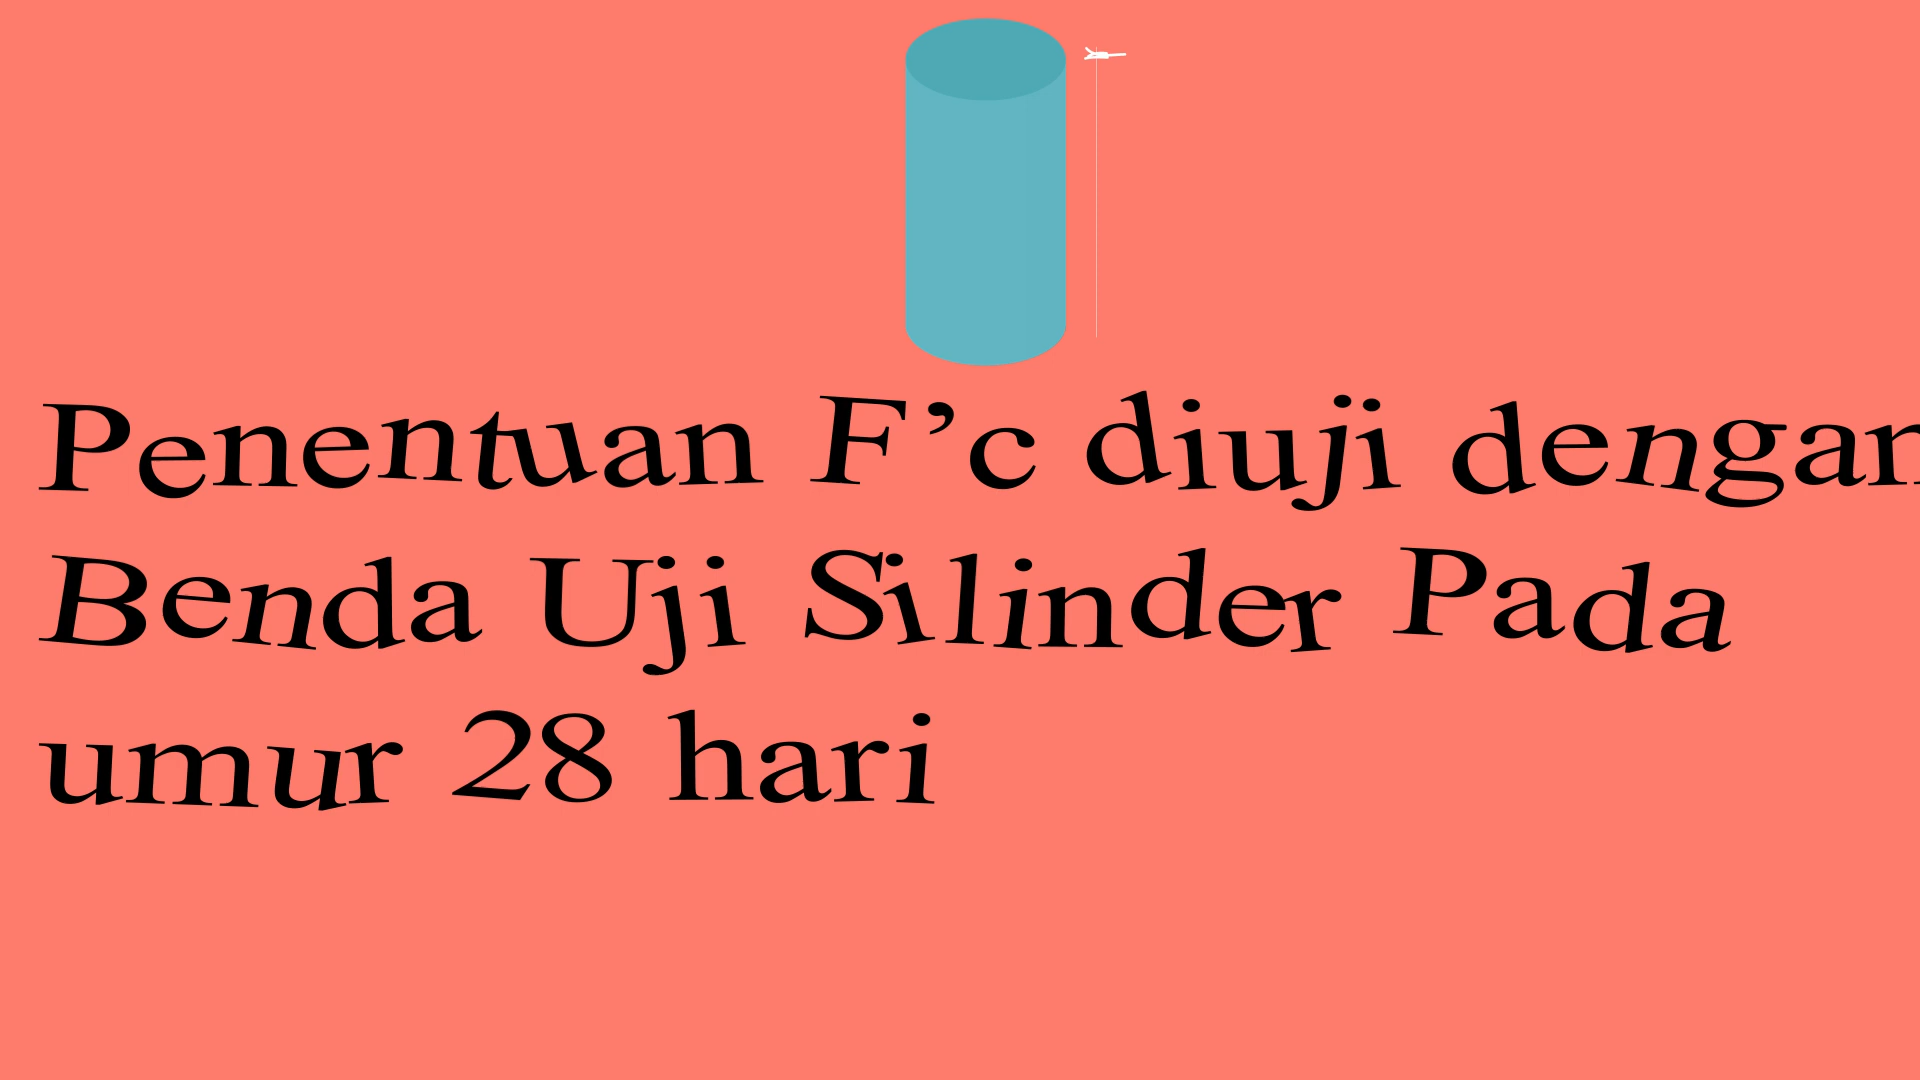 Penentuan F’c diuji dengan
Benda Uji Silinder Pada
umur 28 hari